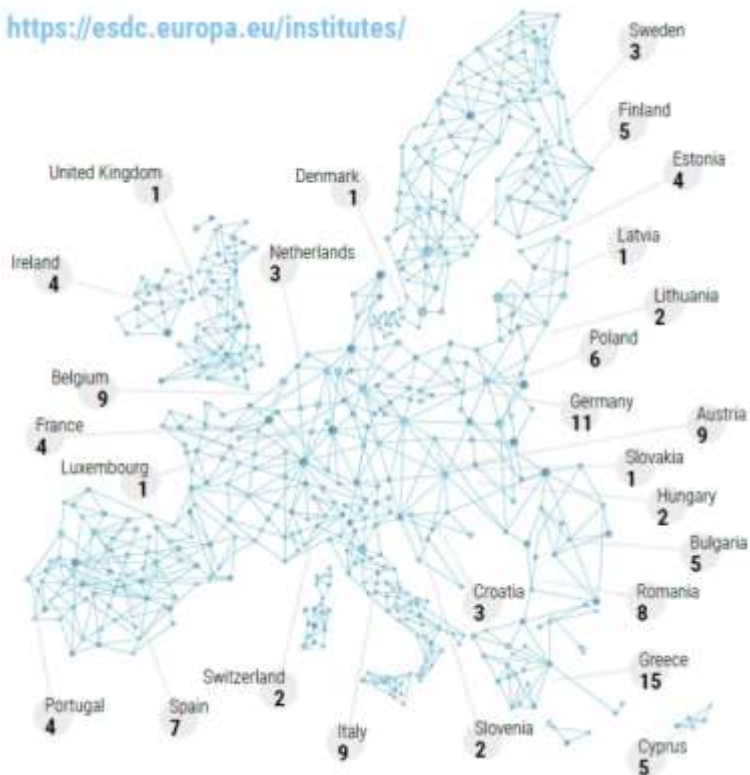 https://esdc.europa.eu/institutes/
Sweden
3
Finland
5
United Kingdom
1
Denmark
1
Estonia
4
Ireland
4
Netherlands
3
Latvia
1
Lithuania
2
Poland
6
Belgium
9
Germany
11
Austria
9
France
4
Luxembourg
1
Slovakia
1
Hungary
2
Bulgaria
5
Croatia
3
Romania
8
Switzerland
2
Greece
15
Portugal
4
Spain
7
Italy
9
Slovenia
2
Cyprus
5